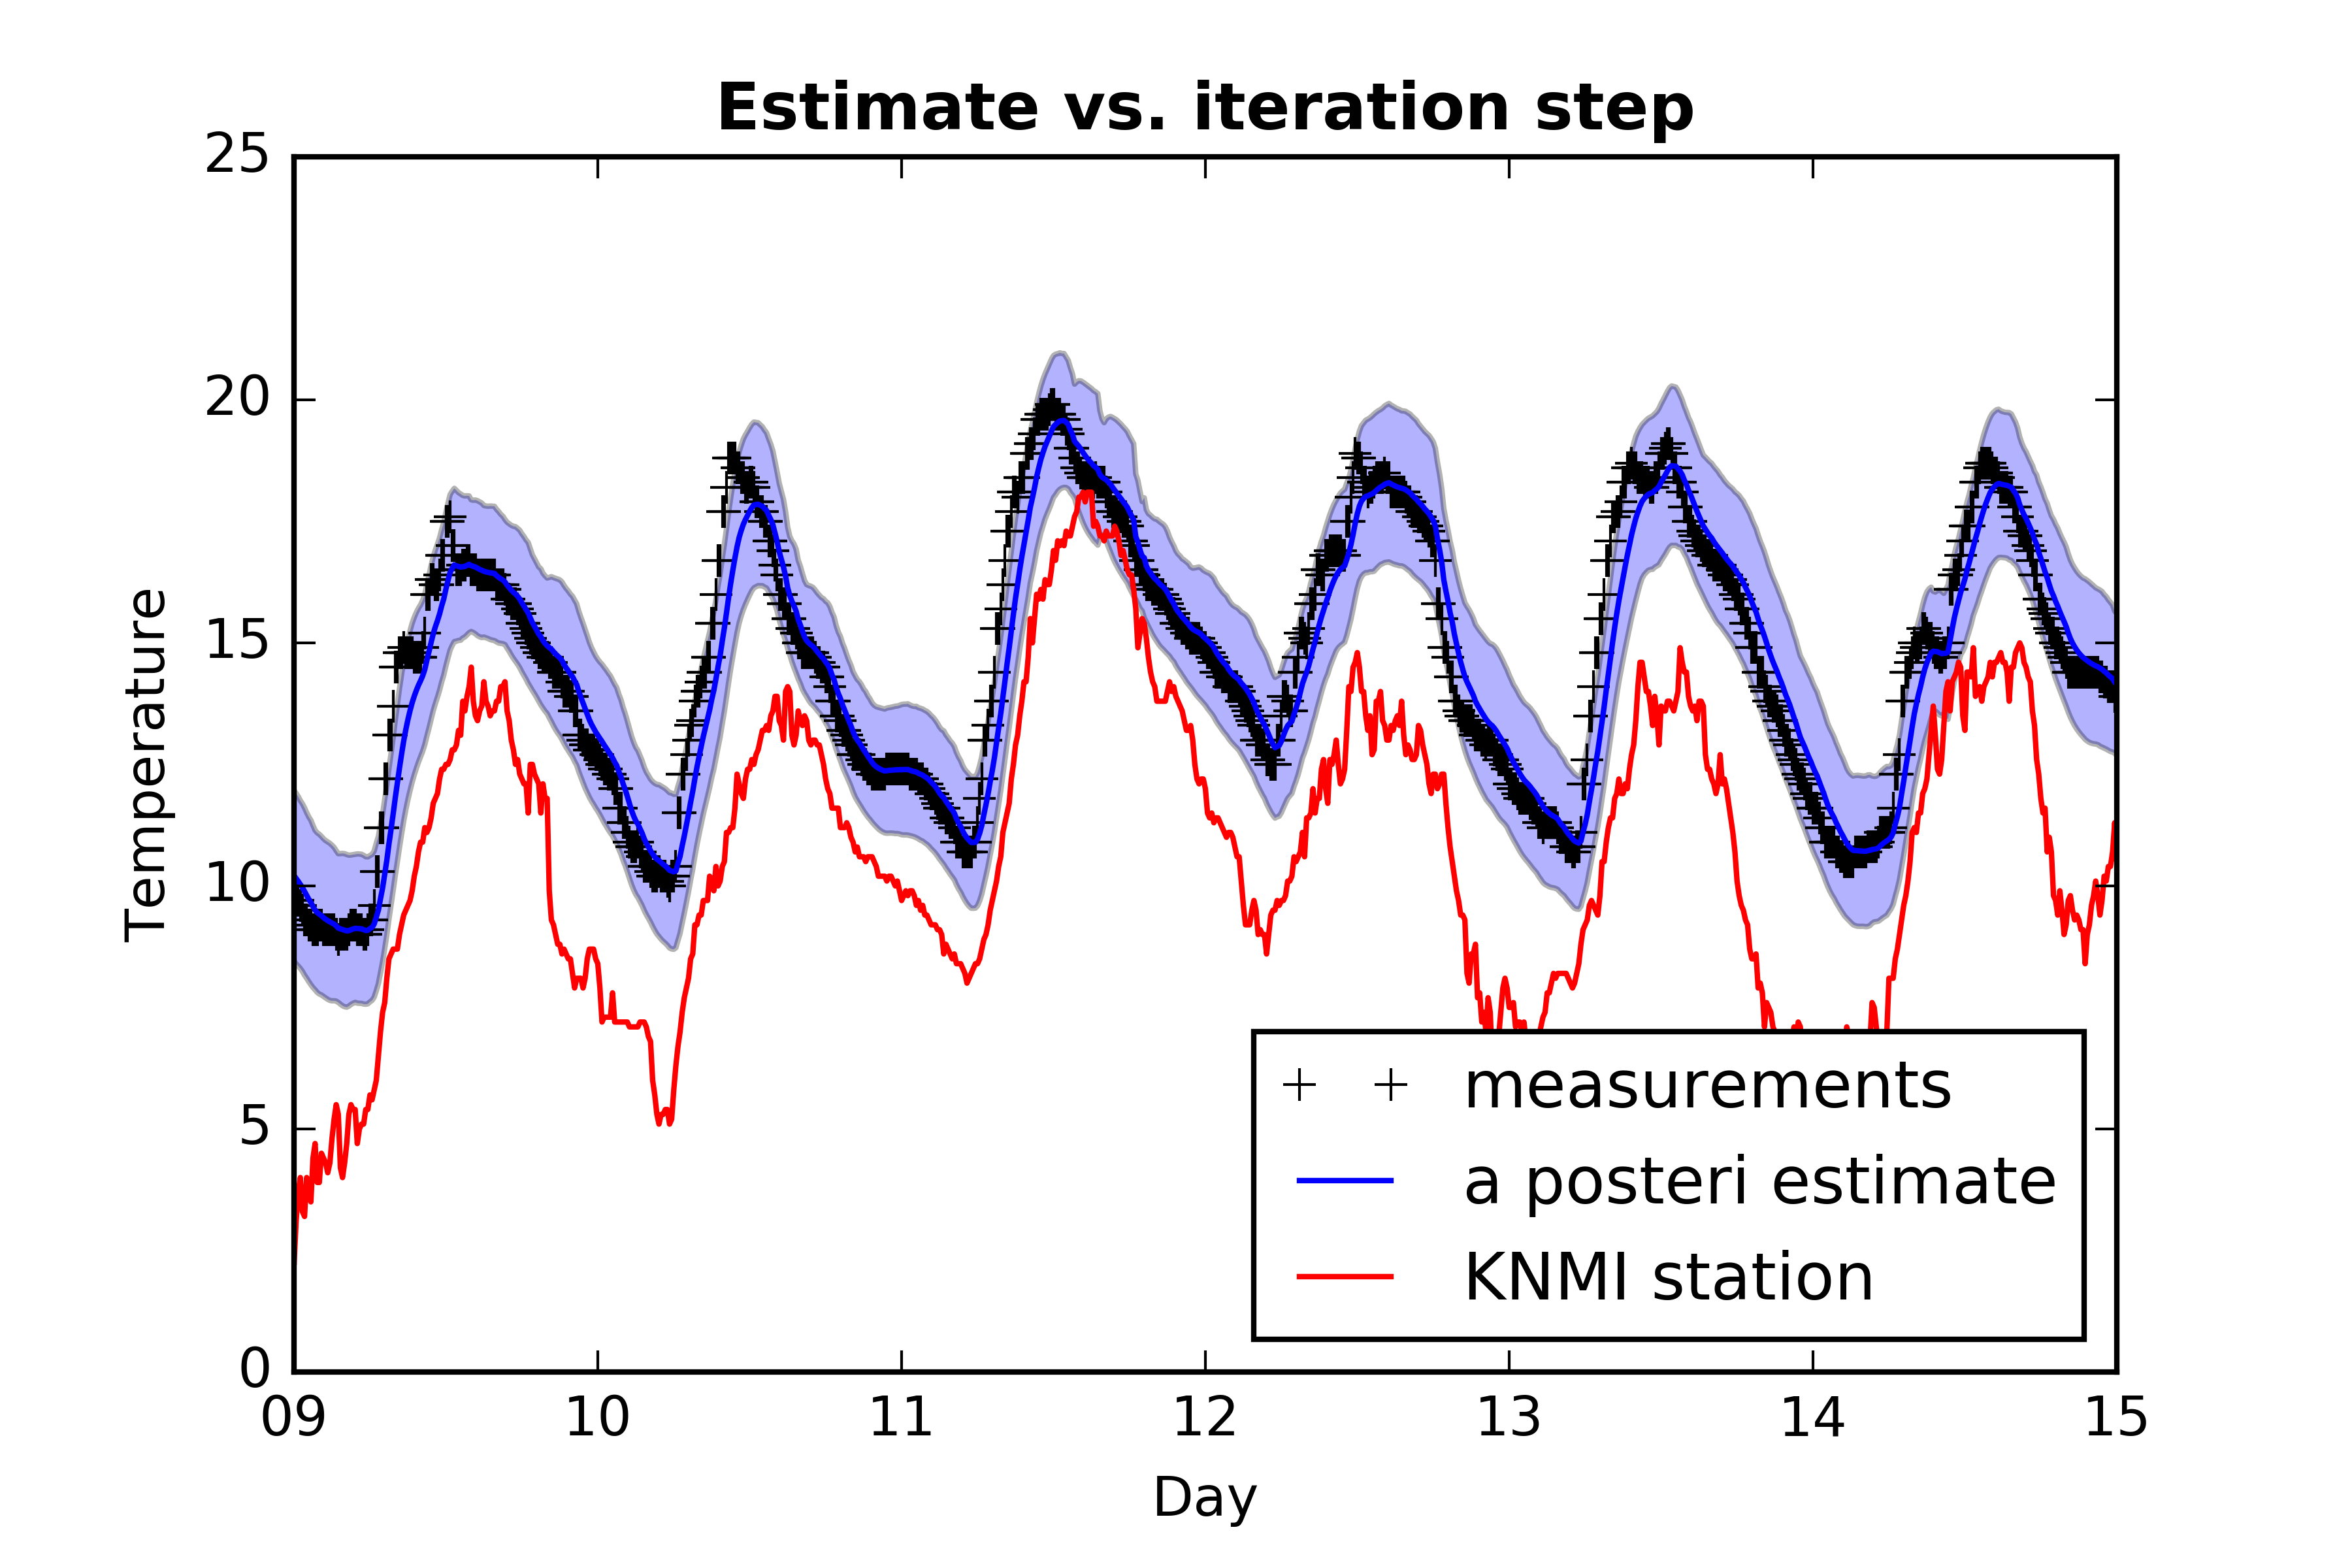 Estimate vs. iteration step
25
20
15
10
5
0
Temperature
measurements
a posteri estimate
KNMI station
09 10 11 12 13 14 15
Day